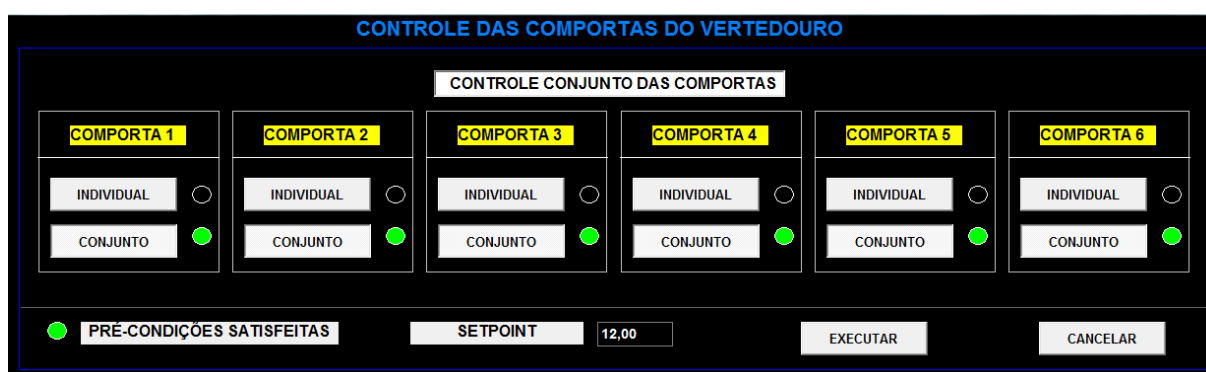 CONTROLE DAS COMPORTAS DO VERTEDOURO
CONTROLE CONJUNTO DAS COMPORTAS
COMPORTA 1 COMPORTA 2 COMPORTA 3 COMPORTA 4 COMPORTA 5 COMPORTA 6
INDIVIDUAL INDIVIDUAL INDIVIDUAL INDIVIDUAL INDIVIDUAL INDIVIDUAL
CONJUNTO CONJUNTO CONJUNTO CONJUNTO CONJUNTO CONJUNTO
PRÉ-CONDIÇÕES SATISFEITAS SETPOINT 12,00 EXECUTAR CANCELAR